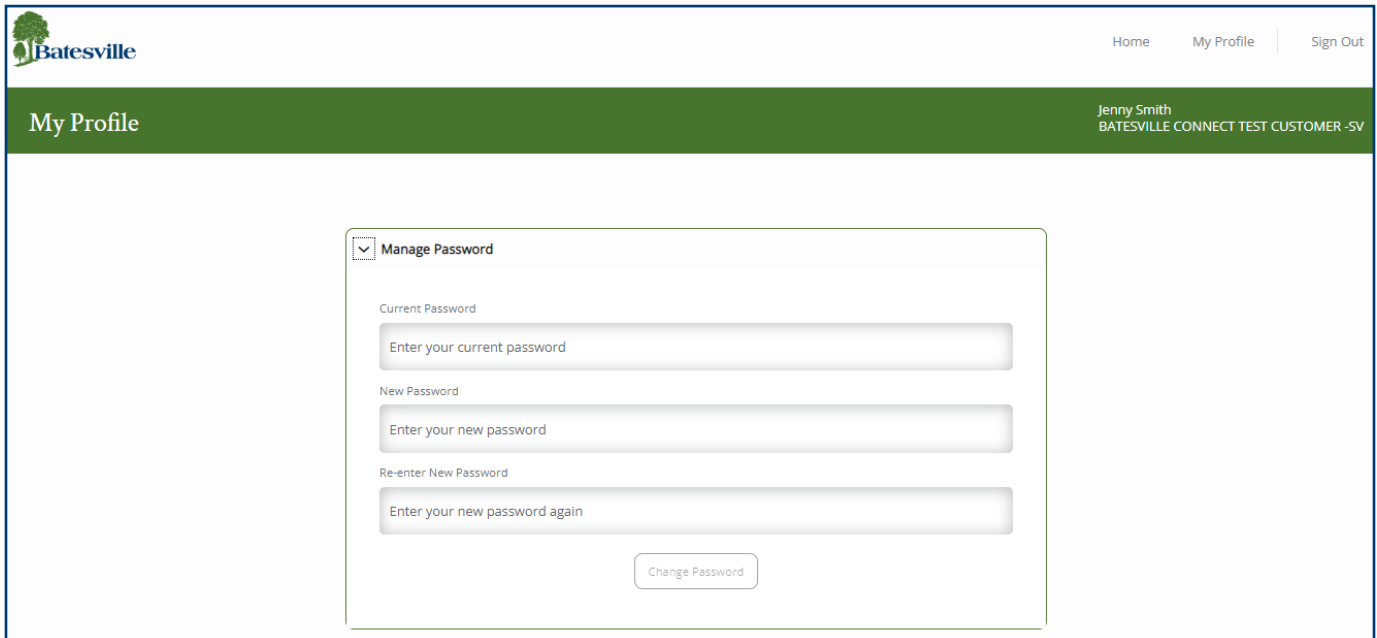 Batesville
Home My Profile Sign Out
My Profile
Jenny Smith
BATESVILLE CONNECT TEST CUSTOMER -SV
Manage Password
Current Password
Enter your current password
New Password
Enter your new password
Re-enter New Password
Enter your new password again
Change Password